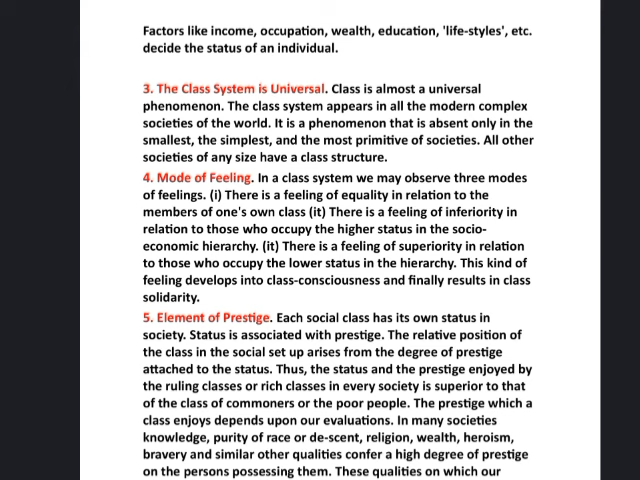 Factors like income, occupation, wealth, education, 'life-styles', etc.
decide the status of an individual.
3. The Class System is Universal. Class is almost a universal
phenomenon. The class system appears in all the modern complex
societies of the world. It is a phenomenon that is absent only in the
smallest, the simplest, and the most primitive of societies. All other
societies of any size have a class structure.
4. Mode of Feeling. In a class system we may observe three modes
of feelings. (i) There is a feeling of equality in relation to the
members of one's own class (it) There is a feeling of inferiority in
relation to those who occupy the higher status in the socio-
economic hierarchy. (it) There is a feeling of superiority in relation
to those who occupy the lower status in the hierarchy. This kind of
feeling develops into class-consciousness and finally results in class
solidarity.
5. Element of Prestige. Each social class has its own status in
society. Status is associated with prestige. The relative position of
the class in the social set up arises from the degree of prestige
attached to the status. Thus, the status and the prestige enjoyed by
the ruling classes or rich classes in every society is superior to that
of the class of commoners or the poor people. The prestige which a
class enjoys depends upon our evaluations. In many societies
knowledge, purity of race or de-scent, religion, wealth, heroism,
bravery and similar other qualities confer a high degree of prestige
on the persons possessing them. These qualities on which our